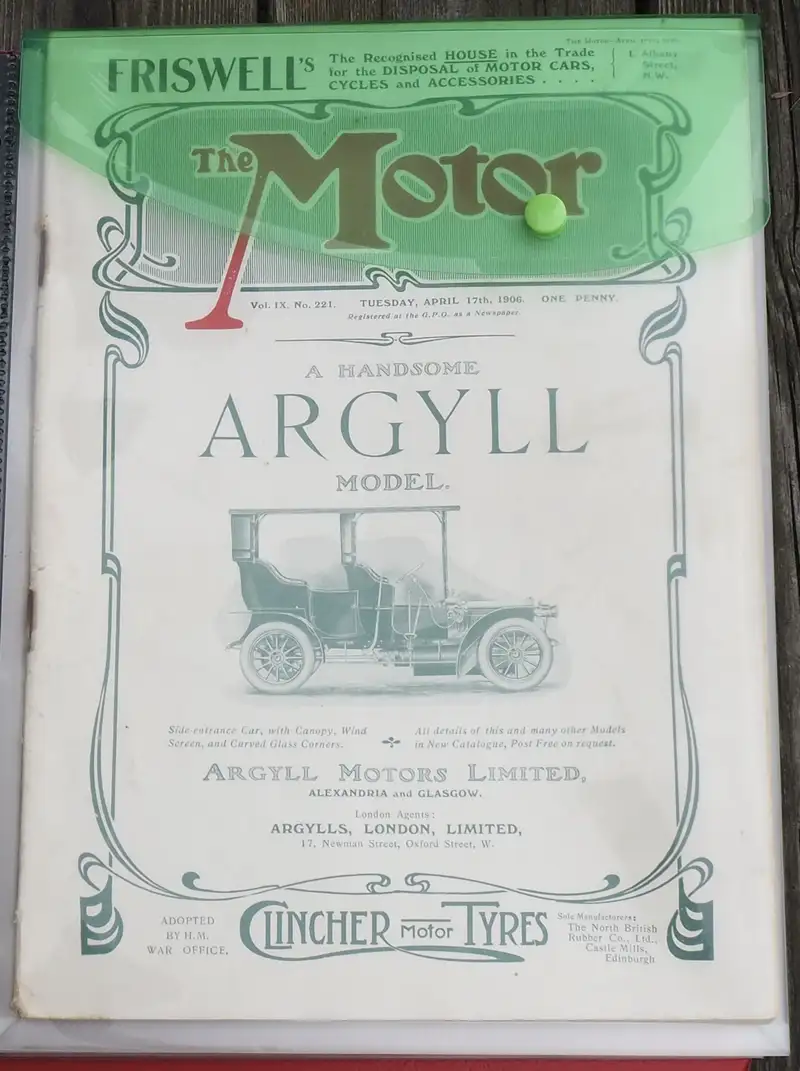 The Motor—April 17th, 1906.
FRISWELL'S
The Recognised HOUSE in the Trade
for the DISPOSAL of MOTOR CARS,
CYCLES and ACCESSORIES . . . .
1, Albany
Street,
N.W.
The Motor
Vol. IX. No. 221. TUESDAY, APRIL 17th, 1906. ONE PENNY.
Registered at the G.P.O. as a Newspaper.
A HANDSOME
ARGYLL
MODEL.
Side-entrance Car, with Canopy, Wind
Screen, and Curved Glass Corners.
All details of this and many other Models
in New Catalogue, Post Free on request.
ARGYLL MOTORS LIMITED,
ALEXANDRIA and GLASGOW.
London Agents:
ARGYLLS, LONDON, LIMITED,
17, Newman Street, Oxford Street, W.
ADOPTED
BY H.M.
WAR OFFICE,
CLINCHER Motor TYRES
Sole Manufacturers:
The North British
Rubber Co., Ltd.,
Castle Mills,
Edinburgh